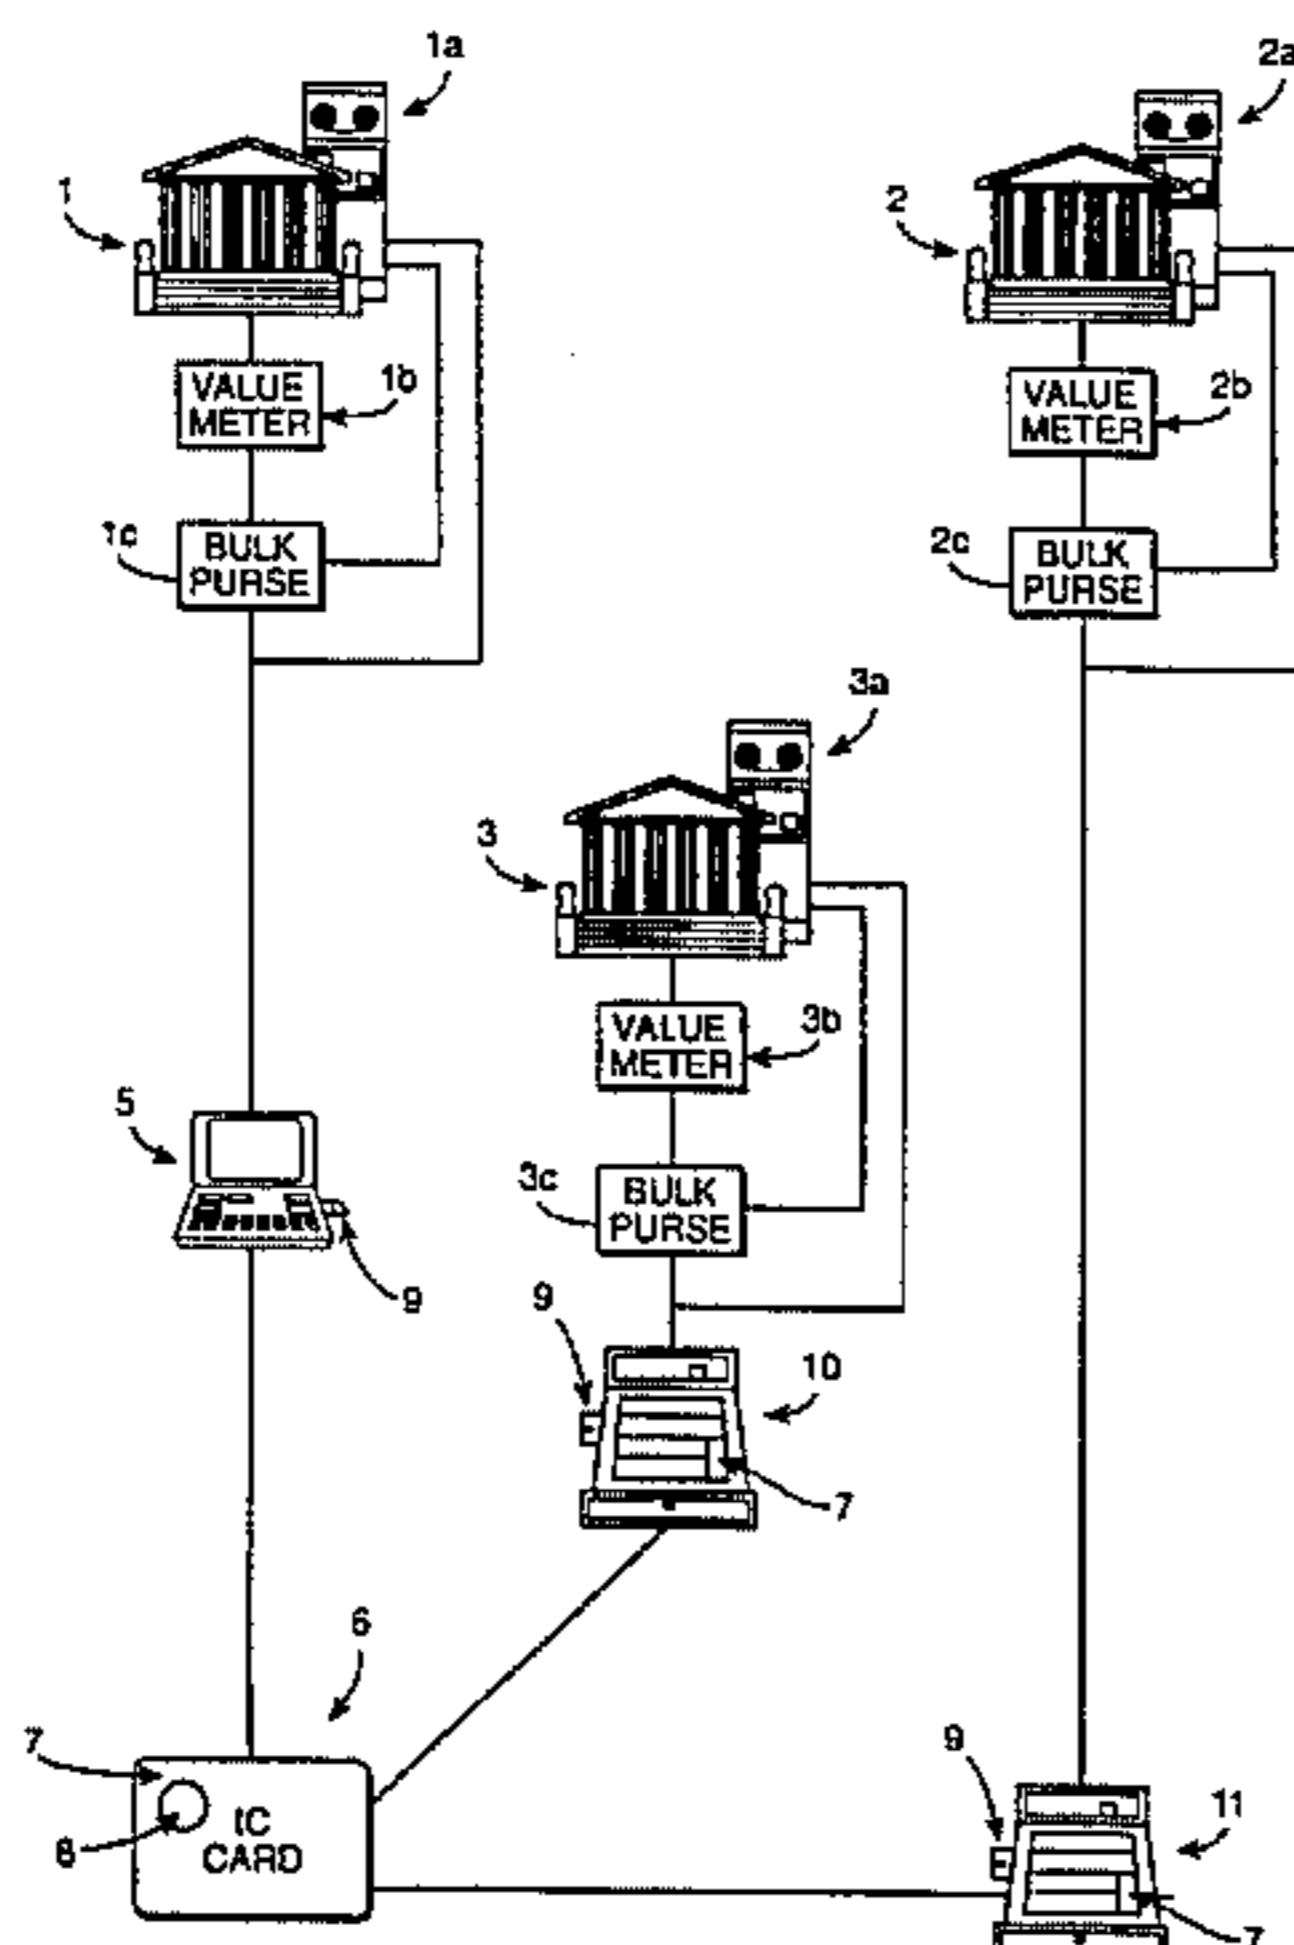 1a
2a
1
2
VALUE
METER
1b
VALUE
METER
2b
1c
BULK
PURSE
2c
BULK
PURSE
3a
3
VALUE
METER
3b
5
3c
BULK
PURSE
9
9
10
7
6
7
9
8
IC
CARD
11
7